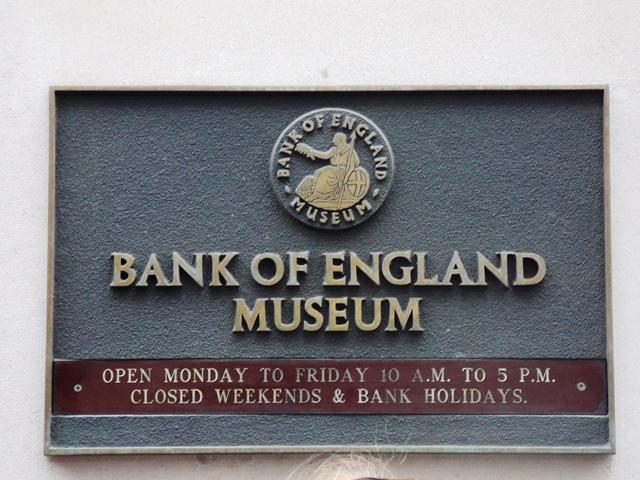 BANK OF ENGLAND
MUSEUM
BANK OF ENGLAND
MUSEUM
OPEN MONDAY TO FRIDAY 10 A.M. TO 5 P.M.
CLOSED WEEKENDS & BANK HOLIDAYS.